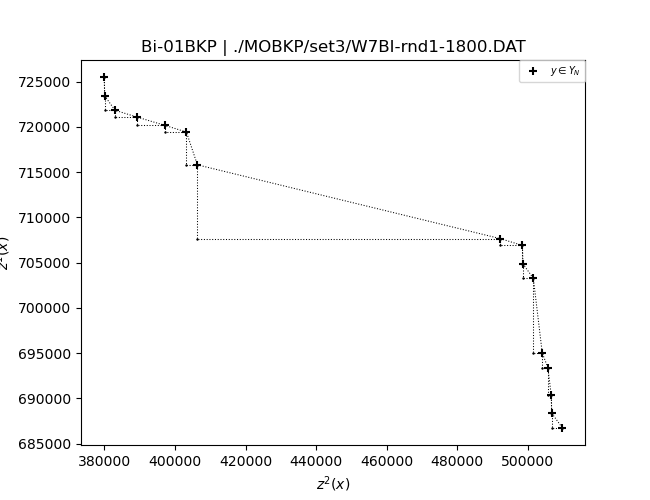 Bi-01BKP | ./MOBKP/set3/W7BI-rnd1-1800.DAT
y ∈ Y_N
725000
720000
715000
710000
705000
700000
695000
690000
685000
z¹(x)
380000 400000 420000 440000 460000 480000 500000
z²(x)